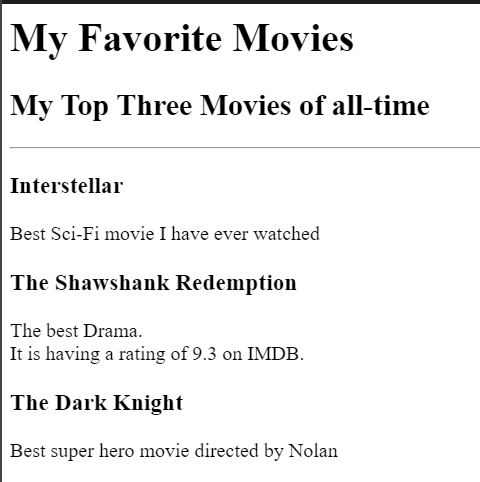 My Favorite Movies
My Top Three Movies of all-time
Interstellar
Best Sci-Fi movie I have ever watched
The Shawshank Redemption
The best Drama.
It is having a rating of 9.3 on IMDB.
The Dark Knight
Best super hero movie directed by Nolan